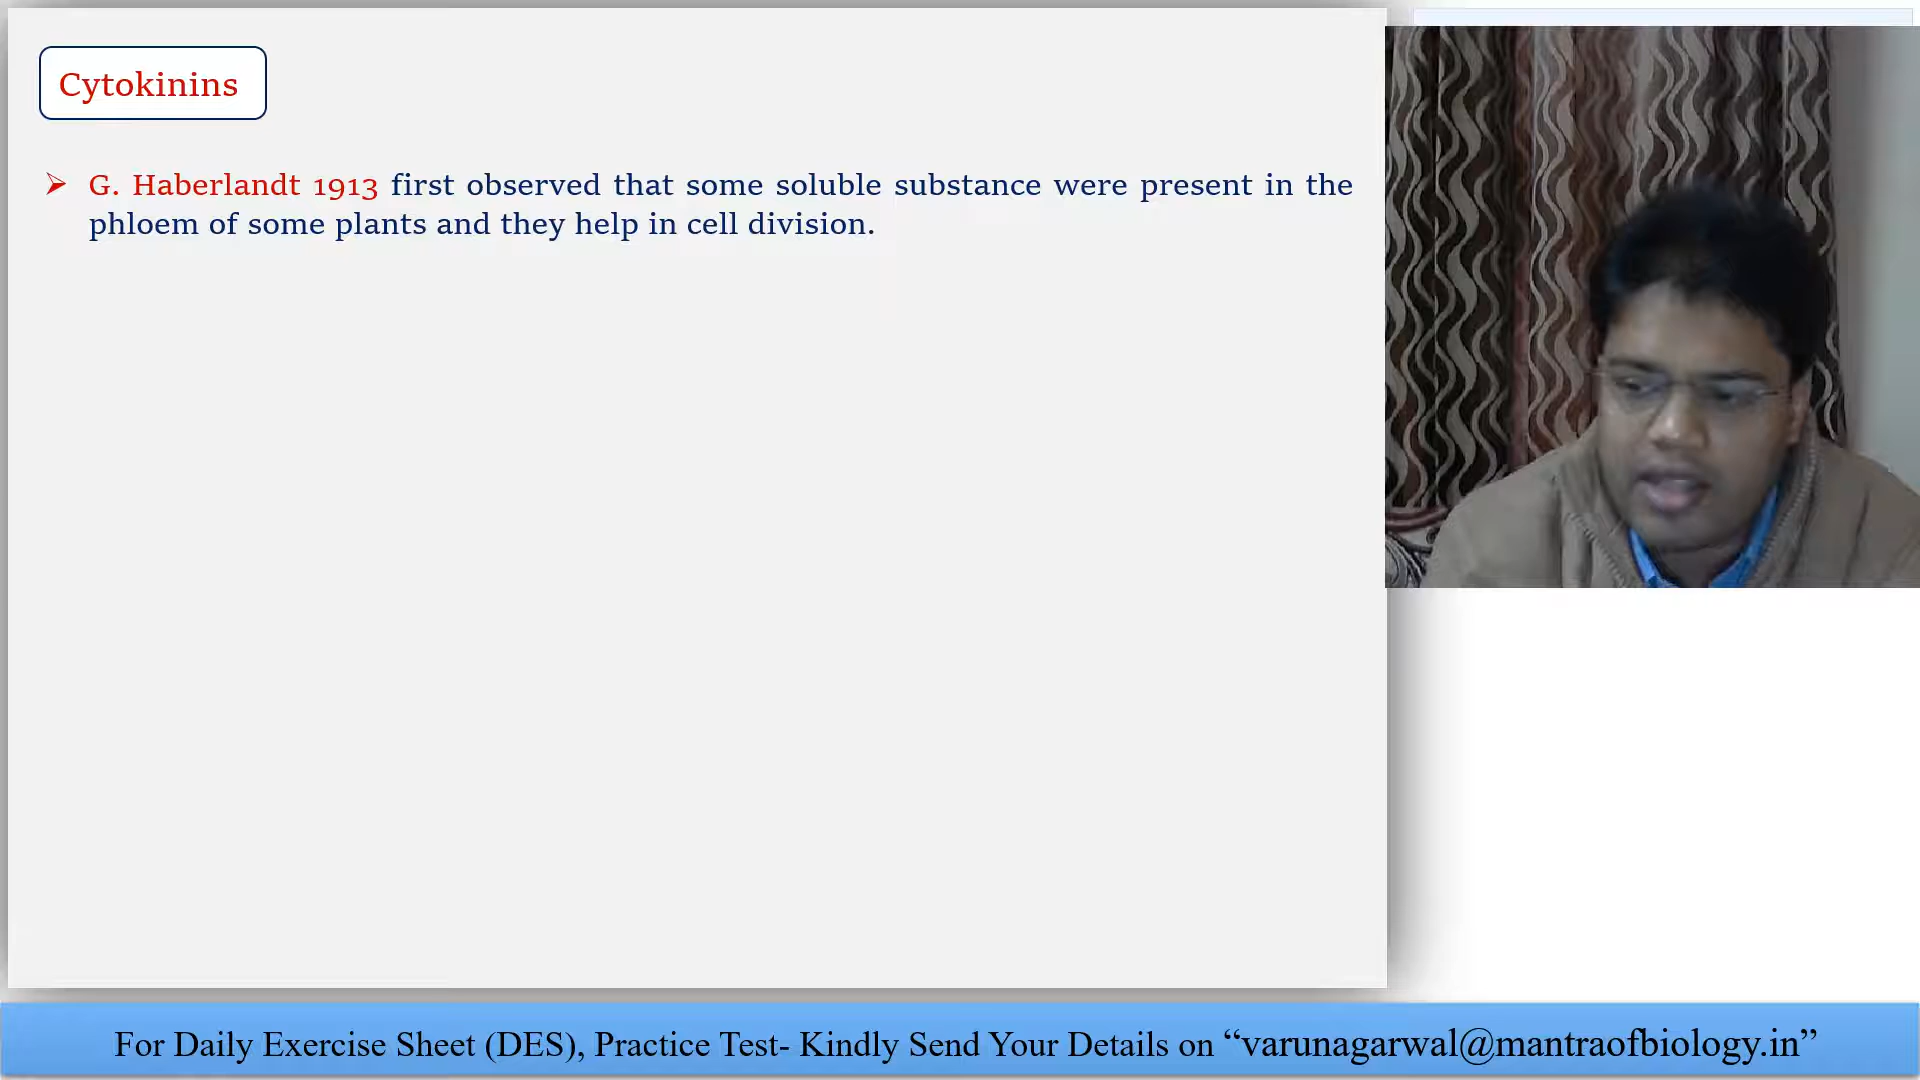 Cytokinins
➢ G. Haberlandt 1913 first observed that some soluble substance were present in the
phloem of some plants and they help in cell division.
For Daily Exercise Sheet (DES), Practice Test- Kindly Send Your Details on “varunagarwal@mantraofbiology.in”